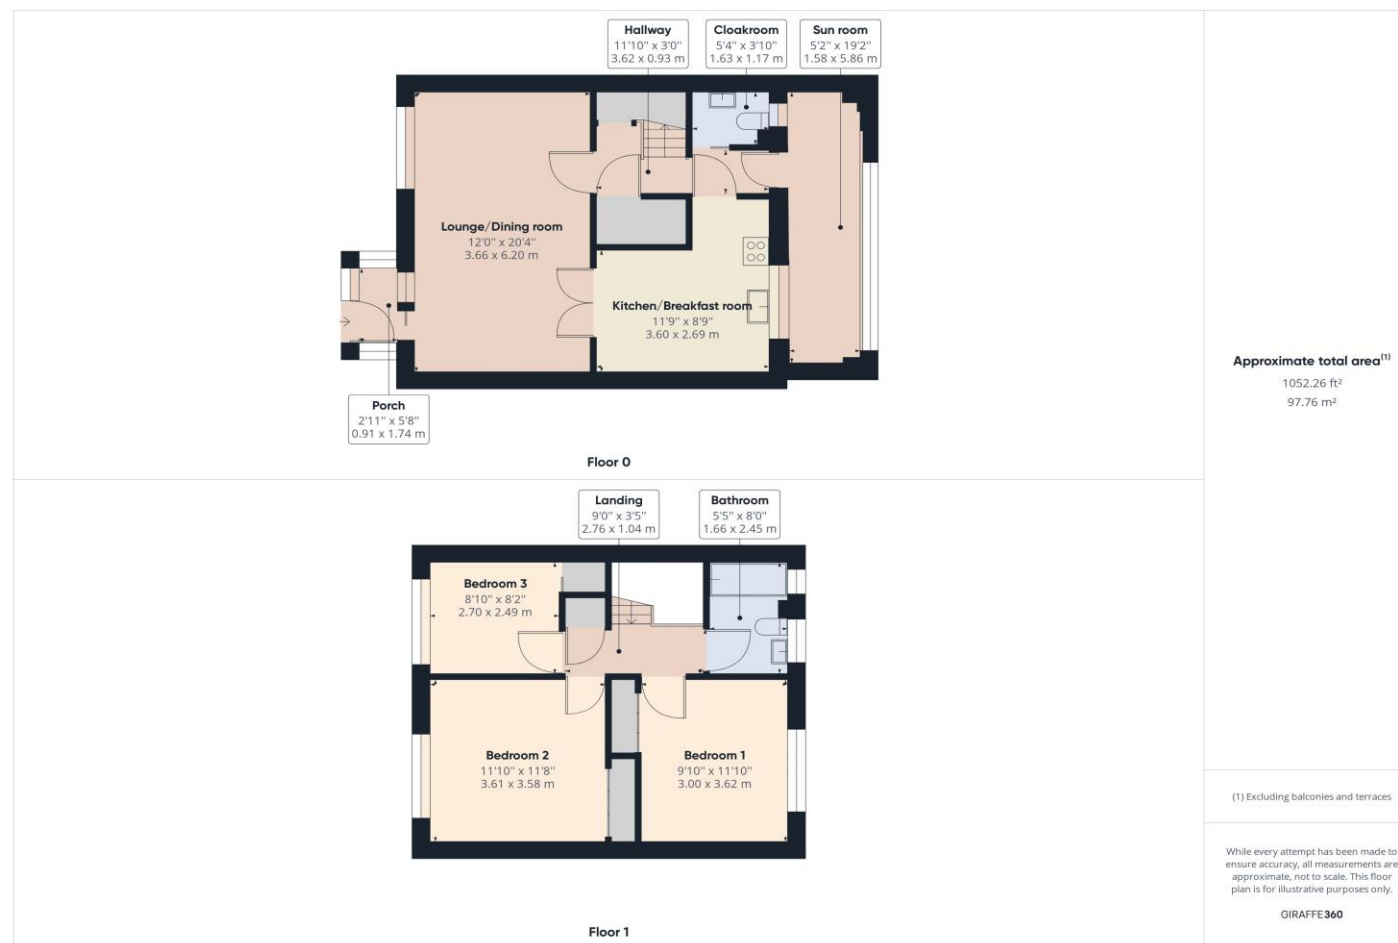 Hallway
11'10" x 3'0"
3.62 x 0.93 m
Cloakroom
5'4" x 3'10"
1.63 x 1.17 m
Sun room
5'2" x 19'2"
1.58 x 5.86 m
Lounge/Dining room
12'0" x 20'4"
3.66 x 6.20 m
Kitchen/Breakfast room
11'9" x 8'9"
3.60 x 2.69 m
Porch
2'11" x 5'8"
0.91 x 1.74 m
Floor 0
Landing
9'0" x 3'5"
2.76 x 1.04 m
Bathroom
5'5" x 8'0"
1.66 x 2.45 m
Bedroom 3
8'10" x 8'2"
2.70 x 2.49 m
Bedroom 2
11'10" x 11'8"
3.61 x 3.58 m
Bedroom 1
9'10" x 11'10"
3.00 x 3.62 m
Floor 1
Approximate total area(1)
1052.26 ft²
97.76 m²
(1) Excluding balconies and terraces
While every attempt has been made to
ensure accuracy, all measurements are
approximate, not to scale. This floor
plan is for illustrative purposes only.
GIRAFFE360